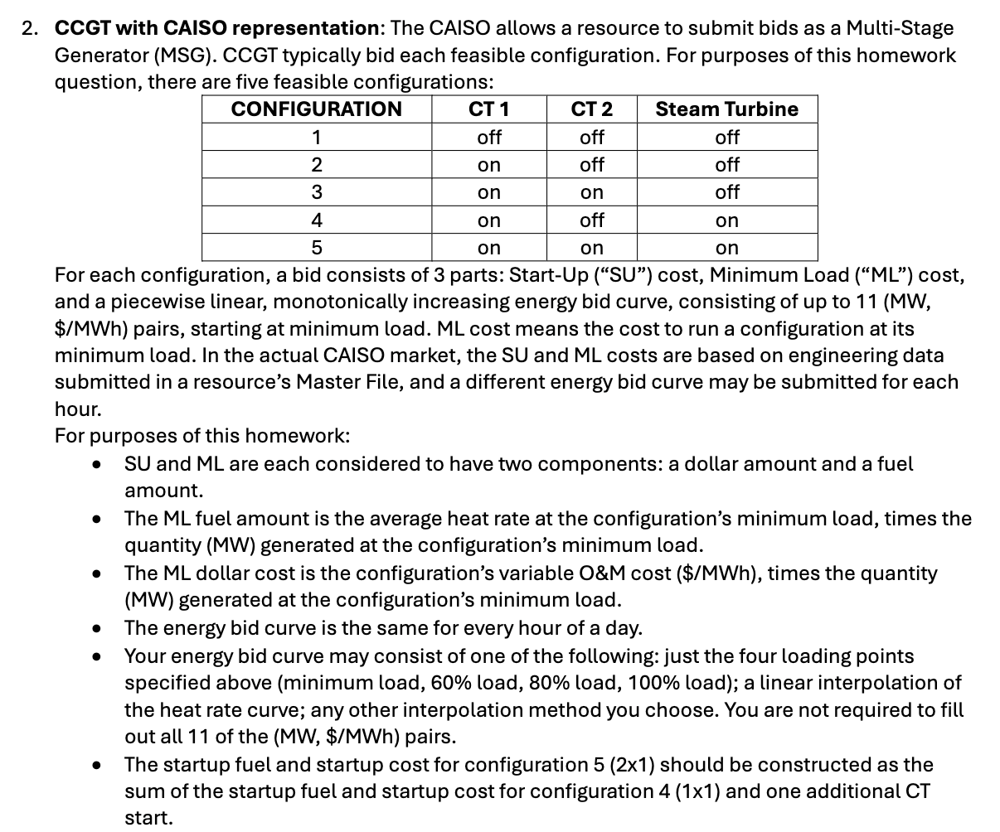 2. CCGT with CAISO representation: The CAISO allows a resource to submit bids as a Multi-Stage
Generator (MSG). CCGT typically bid each feasible configuration. For purposes of this homework
question, there are five feasible configurations:
CONFIGURATION CT 1 CT 2 Steam Turbine
1 off off off
2 on off off
3 on on off
4 on off on
5 on on on
For each configuration, a bid consists of 3 parts: Start-Up (“SU”) cost, Minimum Load (“ML”) cost,
and a piecewise linear, monotonically increasing energy bid curve, consisting of up to 11 (MW,
$/MWh) pairs, starting at minimum load. ML cost means the cost to run a configuration at its
minimum load. In the actual CAISO market, the SU and ML costs are based on engineering data
submitted in a resource’s Master File, and a different energy bid curve may be submitted for each
hour.
For purposes of this homework:
• SU and ML are each considered to have two components: a dollar amount and a fuel
amount.
• The ML fuel amount is the average heat rate at the configuration’s minimum load, times the
quantity (MW) generated at the configuration’s minimum load.
• The ML dollar cost is the configuration’s variable O&M cost ($/MWh), times the quantity
(MW) generated at the configuration’s minimum load.
• The energy bid curve is the same for every hour of a day.
• Your energy bid curve may consist of one of the following: just the four loading points
specified above (minimum load, 60% load, 80% load, 100% load); a linear interpolation of
the heat rate curve; any other interpolation method you choose. You are not required to fill
out all 11 of the (MW, $/MWh) pairs.
• The startup fuel and startup cost for configuration 5 (2x1) should be constructed as the
sum of the startup fuel and startup cost for configuration 4 (1x1) and one additional CT
start.